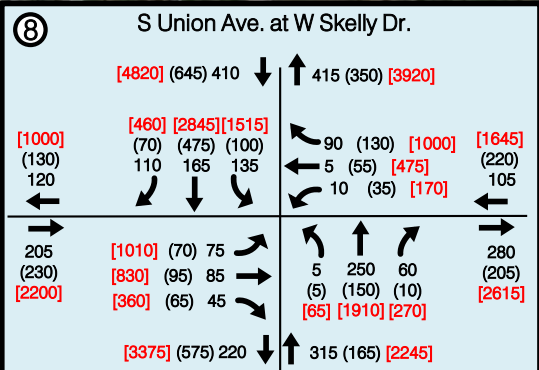 8
S Union Ave. at W Skelly Dr.
[4820] (645) 410
415 (350) [3920]
[460] [2845] [1515]
(70) (475) (100)
110 165 135
90 (130) [1000]
5 (55) [475]
10 (35) [170]
[1000]
(130)
120
[1645]
(220)
105
205
(230)
[2200]
[1010] (70) 75
[830] (95) 85
[360] (65) 45
5 250 60
(5) (150) (10)
[65] [1910] [270]
280
(205)
[2615]
[3375] (575) 220
315 (165) [2245]